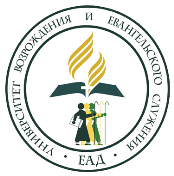 УНИВЕРСИТЕТ ВОЗРОЖДЕНИЯ И ЕВАНГЕЛЬСКОГО СЛУЖЕНИЯ
• ЕАД •